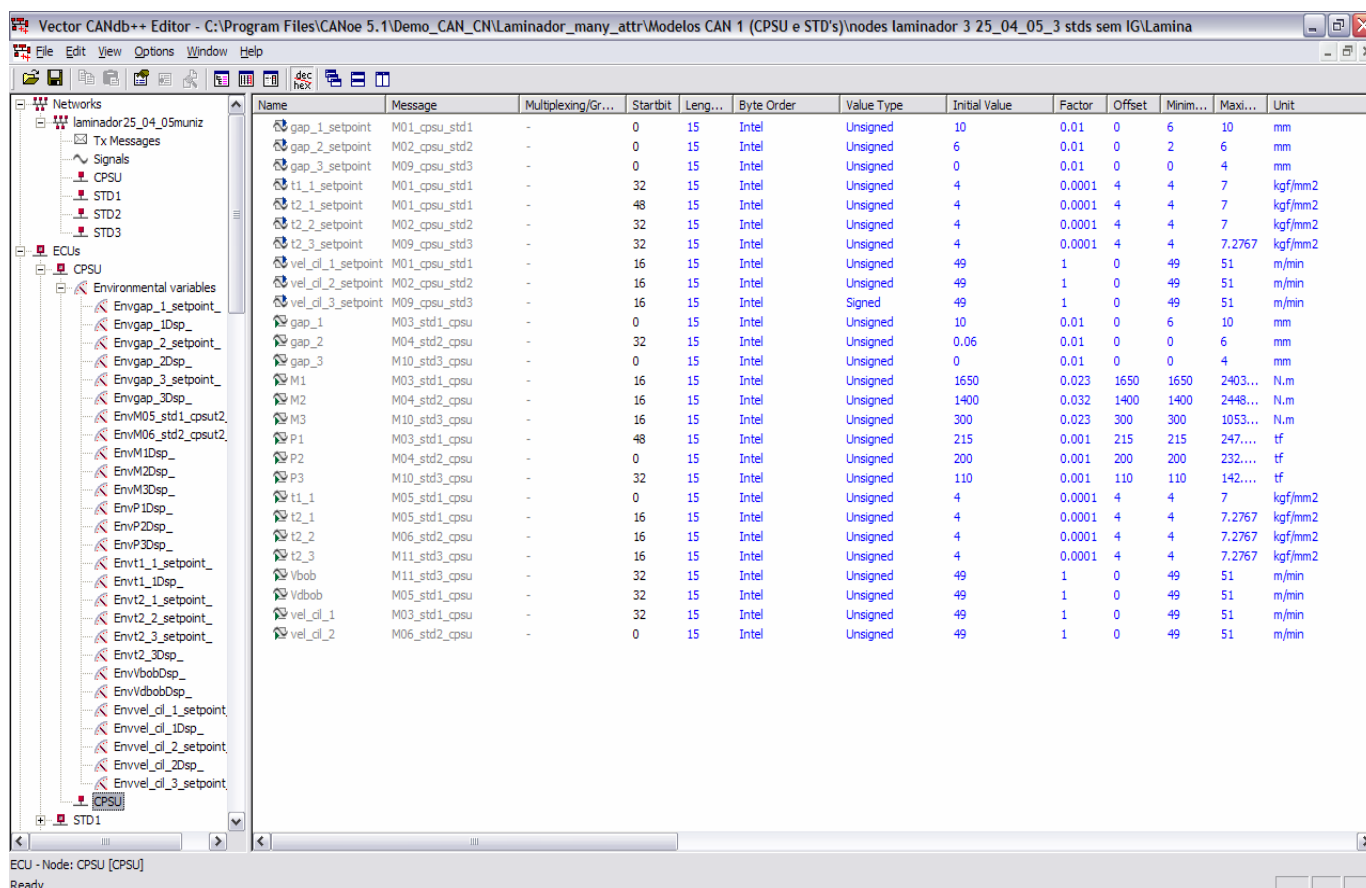 Vector CANdb++ Editor - C:\Program Files\CANoe 5.1\Demo_CAN_CN\Laminador_many_attr\Modelos CAN 1 (CPSU e STD's)\nodes laminador 3 25_04_05_3 stds sem IG\Lamina
File Edit View Options Window Help
dec hex
Networks
laminador25_04_05muniz
Tx Messages
Signals
CPSU
STD1
STD2
STD3
ECUs
CPSU
Environmental variables
Envgap_1_setpoint_
Envgap_1Dsp_
Envgap_2_setpoint_
Envgap_2Dsp_
Envgap_3_setpoint_
Envgap_3Dsp_
EnvM05_std1_cpsut2_
EnvM06_std2_cpsut2_
EnvM1Dsp_
EnvM2Dsp_
EnvM3Dsp_
EnvP1Dsp_
EnvP2Dsp_
EnvP3Dsp_
Envt1_1_setpoint_
Envt1_1Dsp_
Envt2_1_setpoint_
Envt2_2_setpoint_
Envt2_3_setpoint_
Envt2_3Dsp_
EnvVbobDsp_
EnvVdbobDsp_
Envvel_cil_1_setpoint
Envvel_cil_1Dsp_
Envvel_cil_2_setpoint
Envvel_cil_2Dsp_
Envvel_cil_3_setpoint
CPSU
STD1
Name Message Multiplexing/Gr... Startbit Leng... Byte Order Value Type Initial Value Factor Offset Minim... Maxi... Unit
gap_1_setpoint M01_cpsu_std1 - 0 15 Intel Unsigned 10 0.01 0 6 10 mm
gap_2_setpoint M02_cpsu_std2 - 0 15 Intel Unsigned 6 0.01 0 2 6 mm
gap_3_setpoint M09_cpsu_std3 - 0 15 Intel Unsigned 0 0.01 0 0 4 mm
t1_1_setpoint M01_cpsu_std1 - 32 15 Intel Unsigned 4 0.0001 4 4 7 kgf/mm2
t2_1_setpoint M01_cpsu_std1 - 48 15 Intel Unsigned 4 0.0001 4 4 7 kgf/mm2
t2_2_setpoint M02_cpsu_std2 - 32 15 Intel Unsigned 4 0.0001 4 4 7 kgf/mm2
t2_3_setpoint M09_cpsu_std3 - 32 15 Intel Unsigned 4 0.0001 4 4 7.2767 kgf/mm2
vel_cil_1_setpoint M01_cpsu_std1 - 16 15 Intel Unsigned 49 1 0 49 51 m/min
vel_cil_2_setpoint M02_cpsu_std2 - 16 15 Intel Unsigned 49 1 0 49 51 m/min
vel_cil_3_setpoint M09_cpsu_std3 - 16 15 Intel Signed 49 1 0 49 51 m/min
gap_1 M03_std1_cpsu - 0 15 Intel Unsigned 10 0.01 0 6 10 mm
gap_2 M04_std2_cpsu - 32 15 Intel Unsigned 0.06 0.01 0 0 6 mm
gap_3 M10_std3_cpsu - 0 15 Intel Unsigned 0 0.01 0 0 4 mm
M1 M03_std1_cpsu - 16 15 Intel Unsigned 1650 0.023 1650 1650 2403... N.m
M2 M04_std2_cpsu - 16 15 Intel Unsigned 1400 0.032 1400 1400 2448... N.m
M3 M10_std3_cpsu - 16 15 Intel Unsigned 300 0.023 300 300 1053... N.m
P1 M03_std1_cpsu - 48 15 Intel Unsigned 215 0.001 215 215 247.... tf
P2 M04_std2_cpsu - 0 15 Intel Unsigned 200 0.001 200 200 232.... tf
P3 M10_std3_cpsu - 32 15 Intel Unsigned 110 0.001 110 110 142.... tf
t1_1 M05_std1_cpsu - 0 15 Intel Unsigned 4 0.0001 4 4 7 kgf/mm2
t2_1 M05_std1_cpsu - 16 15 Intel Unsigned 4 0.0001 4 4 7.2767 kgf/mm2
t2_2 M06_std2_cpsu - 16 15 Intel Unsigned 4 0.0001 4 4 7.2767 kgf/mm2
t2_3 M11_std3_cpsu - 16 15 Intel Unsigned 4 0.0001 4 4 7.2767 kgf/mm2
Vbob M11_std3_cpsu - 32 15 Intel Unsigned 49 1 0 49 51 m/min
Vdbob M05_std1_cpsu - 32 15 Intel Unsigned 49 1 0 49 51 m/min
vel_cil_1 M03_std1_cpsu - 32 15 Intel Unsigned 49 1 0 49 51 m/min
vel_cil_2 M06_std2_cpsu - 0 15 Intel Unsigned 49 1 0 49 51 m/min
ECU - Node: CPSU [CPSU]
Ready